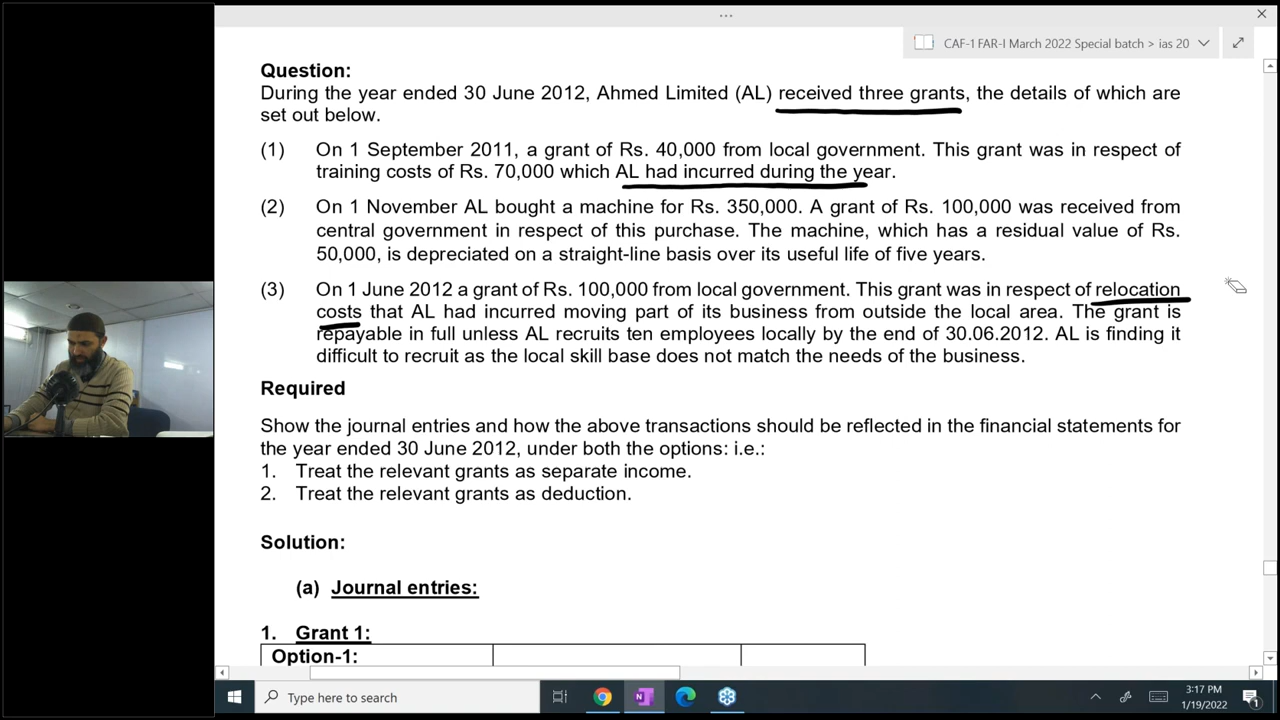 CAF-1 FAR-I March 2022 Special batch > ias 20
Question:
During the year ended 30 June 2012, Ahmed Limited (AL) received three grants, the details of which are
set out below.
(1) On 1 September 2011, a grant of Rs. 40,000 from local government. This grant was in respect of
training costs of Rs. 70,000 which AL had incurred during the year.
(2) On 1 November AL bought a machine for Rs. 350,000. A grant of Rs. 100,000 was received from
central government in respect of this purchase. The machine, which has a residual value of Rs.
50,000, is depreciated on a straight-line basis over its useful life of five years.
(3) On 1 June 2012 a grant of Rs. 100,000 from local government. This grant was in respect of relocation
costs that AL had incurred moving part of its business from outside the local area. The grant is
repayable in full unless AL recruits ten employees locally by the end of 30.06.2012. AL is finding it
difficult to recruit as the local skill base does not match the needs of the business.
Required
Show the journal entries and how the above transactions should be reflected in the financial statements for
the year ended 30 June 2012, under both the options: i.e.:
1. Treat the relevant grants as separate income.
2. Treat the relevant grants as deduction.
Solution:
(a) Journal entries:
1. Grant 1:
Option-1:
Type here to search
3:17 PM
1/19/2022
1